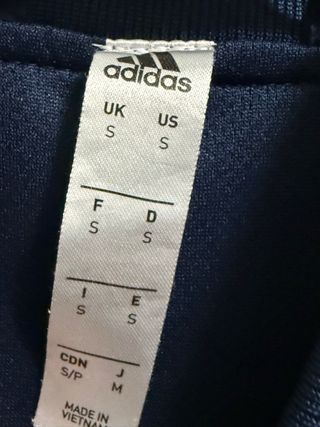 adidas
UK US
S S
F D
S S
I E
S S
CDN J
S/P M
MADE IN
VIETNAM